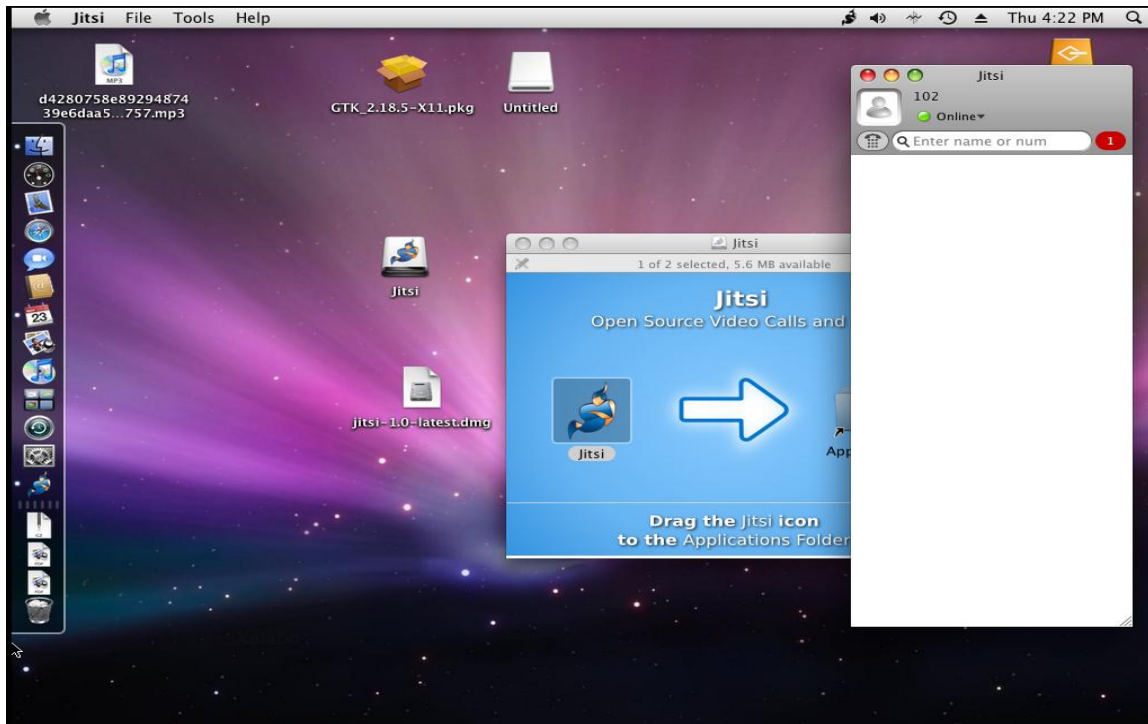 Jitsi File Tools Help
Thu 4:22 PM
MP3
d4280758e89294874
39e6daa5...757.mp3
GTK_2.18.5-X11.pkg
Untitled
Jitsi
102
Online
Enter name or num
1
Jitsi
1 of 2 selected, 5.6 MB available
Jitsi
Open Source Video Calls and
Jitsi
jitsi-1.0-latest.dmg
Jitsi
App
Drag the Jitsi icon
to the Applications Folder
23
PDF
PDF